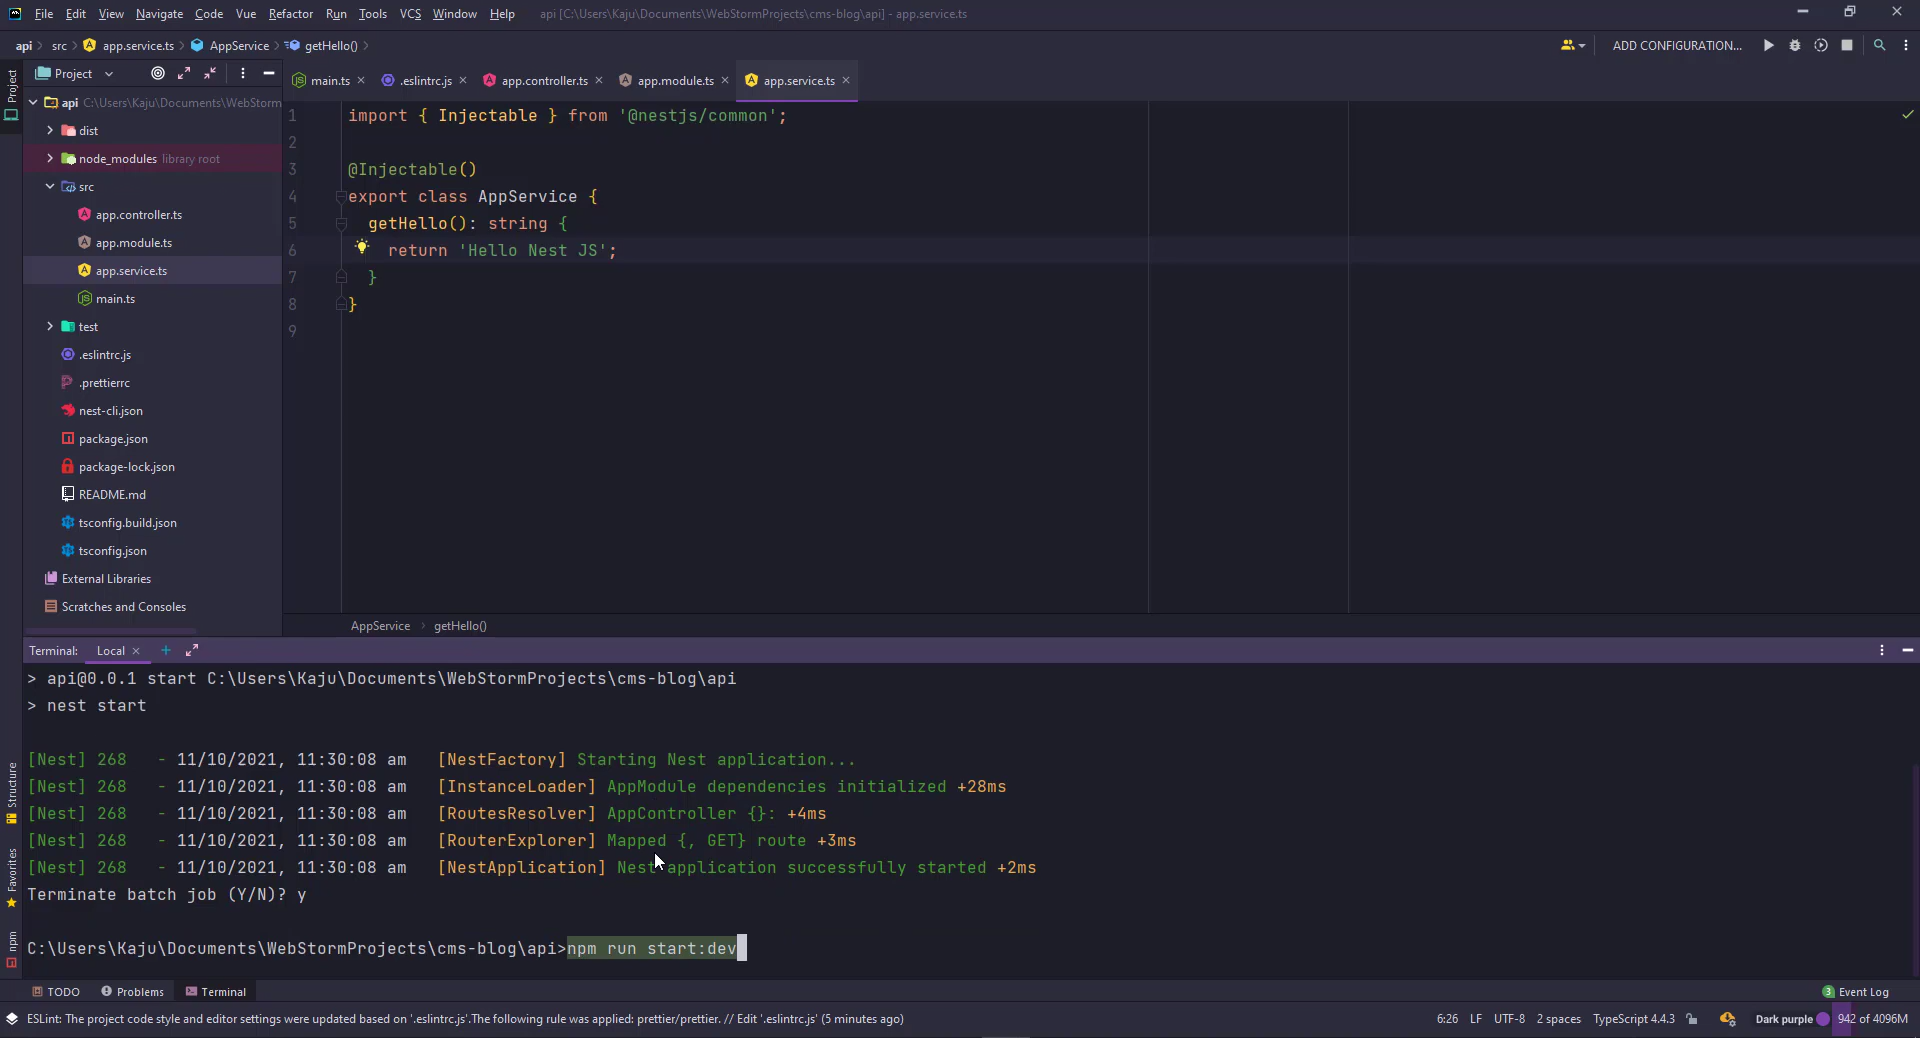 File Edit View Navigate Code Vue Refactor Run Tools VCS Window Help api [C:\Users\Kaju\Documents\WebStormProjects\cms-blog\api] - app.service.ts
api src app.service.ts AppService getHello() ADD CONFIGURATION...
Project
Project
main.ts .eslintrc.js app.controller.ts app.module.ts app.service.ts
api C:\Users\Kaju\Documents\WebStorm
dist
node_modules library root
src
app.controller.ts
app.module.ts
app.service.ts
main.ts
test
.eslintrc.js
.prettierrc
nest-cli.json
package.json
package-lock.json
README.md
tsconfig.build.json
tsconfig.json
External Libraries
Scratches and Consoles
1 import { Injectable } from '@nestjs/common';
2
3 @Injectable()
4 export class AppService {
5 getHello(): string {
6 return 'Hello Nest JS';
7 }
8 }
9
AppService getHello()
Terminal: Local
> api@0.0.1 start C:\Users\Kaju\Documents\WebStormProjects\cms-blog\api
> nest start
[Nest] 268 - 11/10/2021, 11:30:08 am [NestFactory] Starting Nest application...
[Nest] 268 - 11/10/2021, 11:30:08 am [InstanceLoader] AppModule dependencies initialized +28ms
[Nest] 268 - 11/10/2021, 11:30:08 am [RoutesResolver] AppController {}: +4ms
[Nest] 268 - 11/10/2021, 11:30:08 am [RouterExplorer] Mapped {, GET} route +3ms
[Nest] 268 - 11/10/2021, 11:30:08 am [NestApplication] Nest application successfully started +2ms
Terminate batch job (Y/N)? y
C:\Users\Kaju\Documents\WebStormProjects\cms-blog\api>npm run start:dev
Structure
Favorites
npm
TODO Problems Terminal 3 Event Log
ESLint: The project code style and editor settings were updated based on '.eslintrc.js'.The following rule was applied: prettier/prettier. // Edit '.eslintrc.js' (5 minutes ago) 6:26 LF UTF-8 2 spaces TypeScript 4.4.3 Dark purple 942 of 4096M